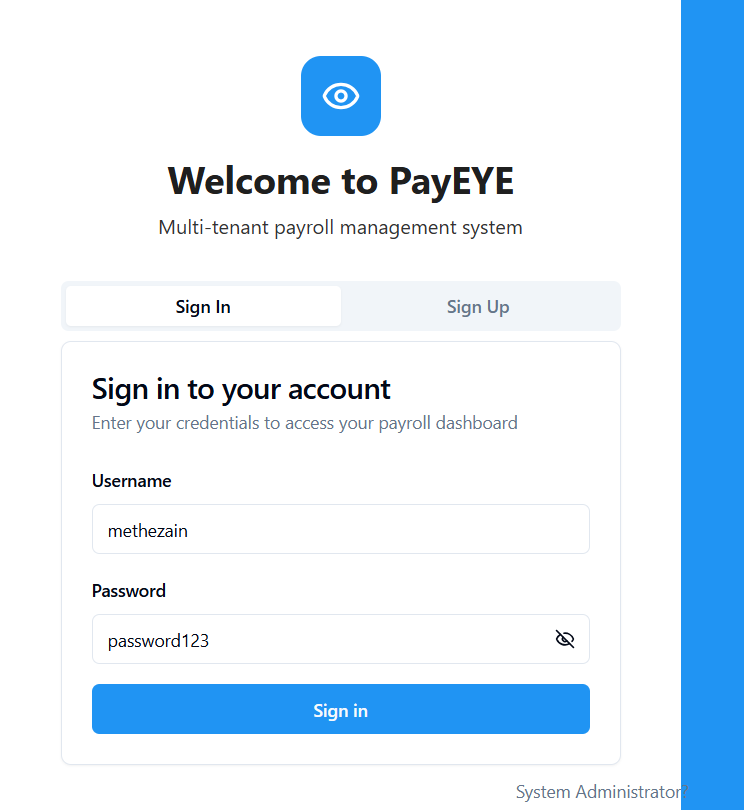 Welcome to PayEYE
Multi-tenant payroll management system
Sign In
Sign Up
Sign in to your account
Enter your credentials to access your payroll dashboard
Username
methezain
Password
password123
Sign in
System Administrator?